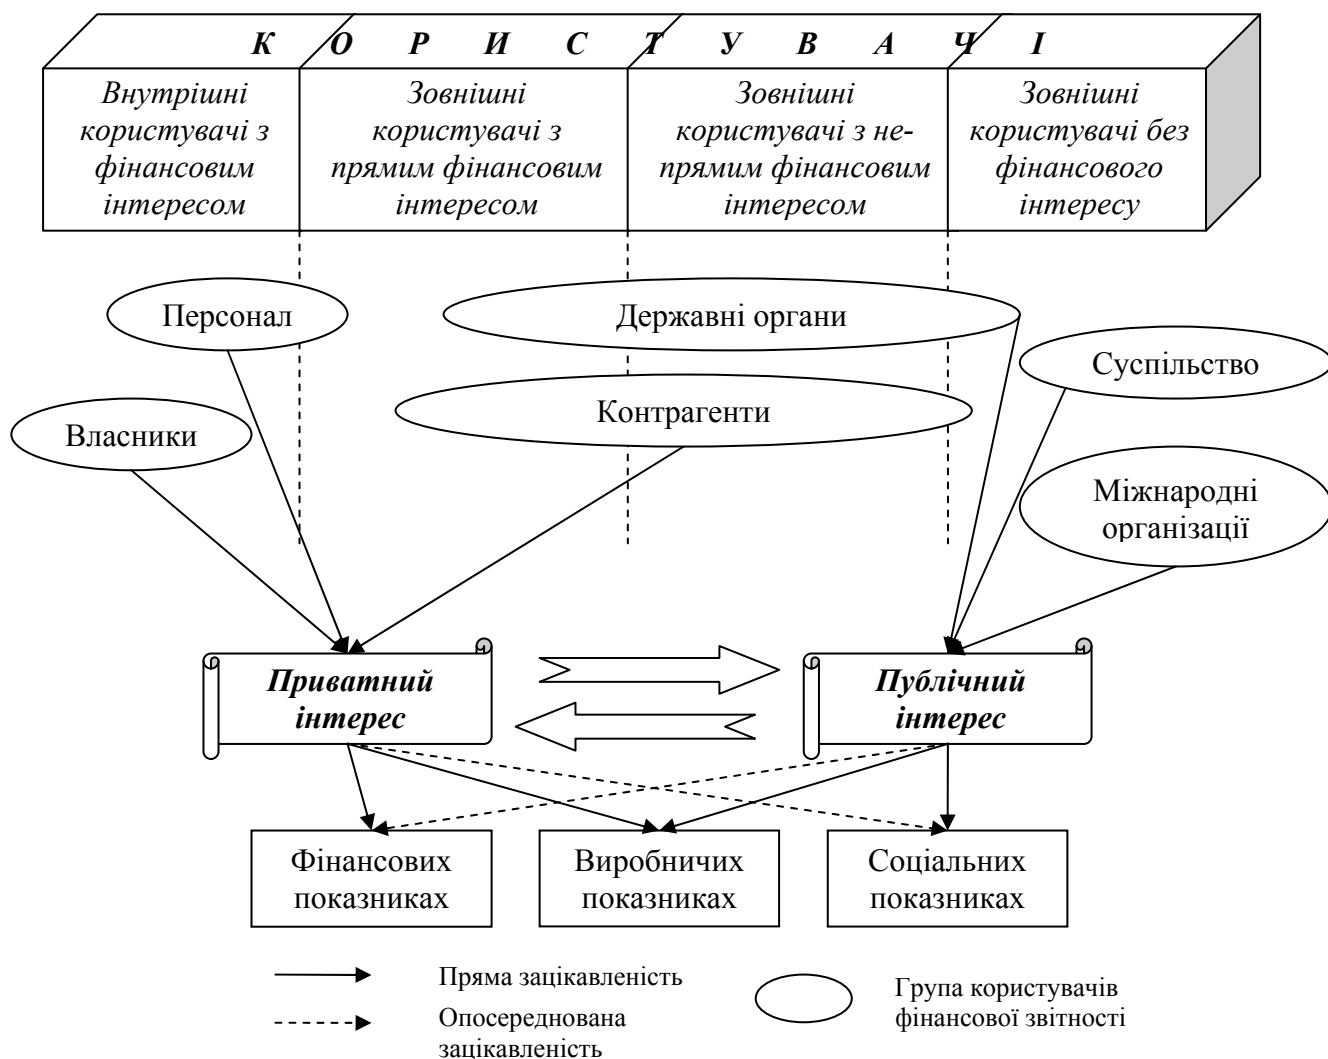 К О Р И С Т У В А Ч І
Внутрішні
користувачі з
фінансовим
інтересом
Зовнішні
користувачі з
прямим фінансовим
інтересом
Зовнішні
користувачі з не-
прямим фінансовим
інтересом
Зовнішні
користувачі без
фінансового
інтересу
Персонал
Державні органи
Суспільство
Власники
Контрагенти
Міжнародні
організації
Приватний
інтерес
Публічний
інтерес
Фінансових
показниках
Виробничих
показниках
Соціальних
показниках
Пряма зацікавленість
Опосереднована
зацікавленість
Група користувачів
фінансової звітності